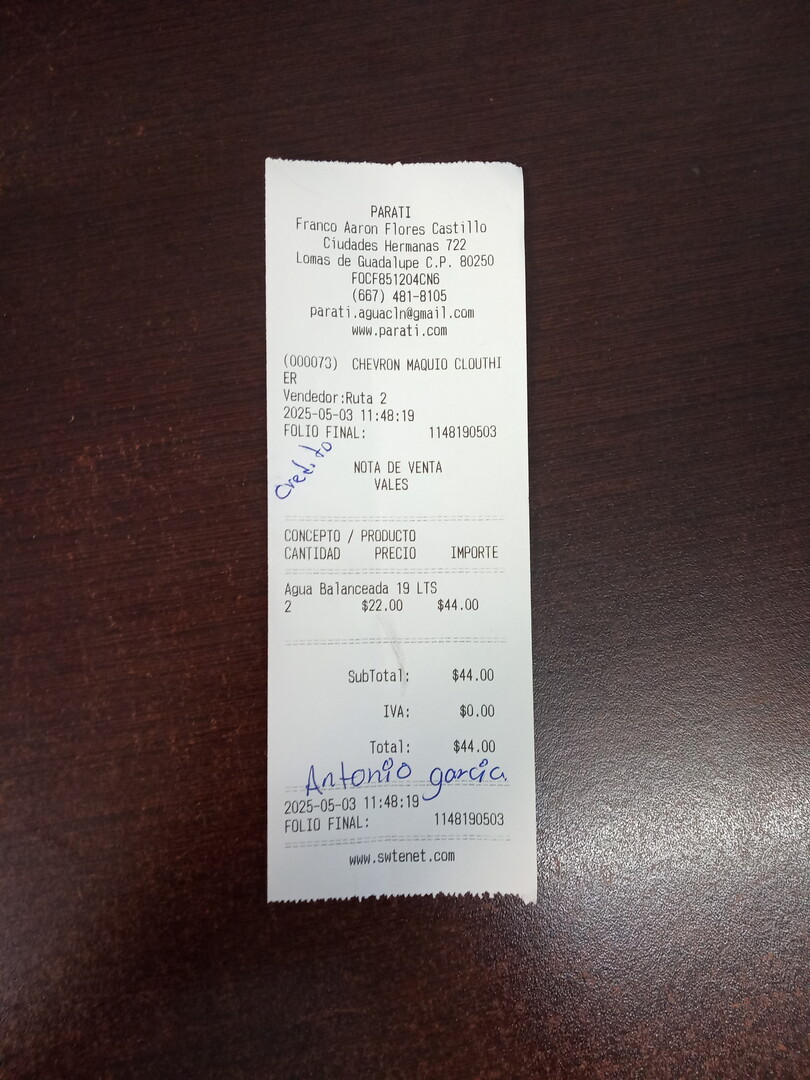 PARATI
Franco Aaron Flores Castillo
Ciudades Hermanas 722
Lomas de Guadalupe C.P. 80250
FOCF851204CN6
(667) 481-8105
parati.aguacln@gmail.com
www.parati.com
(000073) CHEVRON MAQUIO CLOUTHI
ER
Vendedor:Ruta 2
2025-05-03 11:48:19
FOLIO FINAL: 1148190503
Credito
NOTA DE VENTA
VALES
CONCEPTO / PRODUCTO
CANTIDAD PRECIO IMPORTE
Agua Balanceada 19 LTS
2 $22.00 $44.00
SubTotal: $44.00
IVA: $0.00
Total: $44.00
Antonio garcia
2025-05-03 11:48:19
FOLIO FINAL: 1148190503
www.swtenet.com